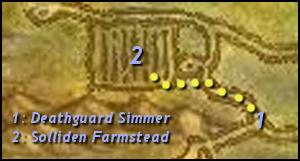 2
1
1: Deathguard Simmer
2: Solliden Farmstead